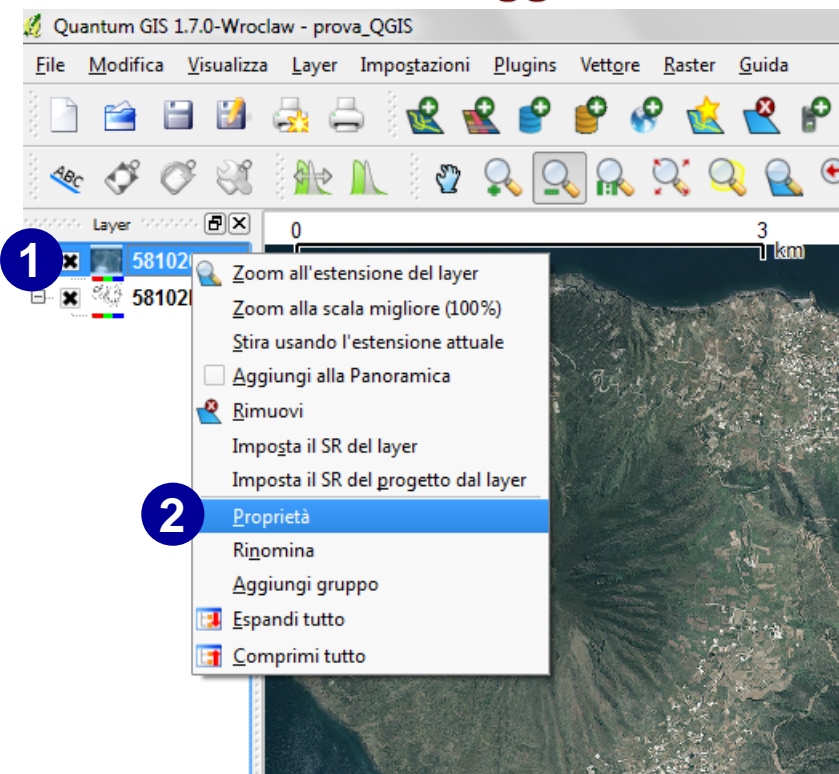 Quantum GIS 1.7.0-Wroclaw - prova_QGIS
File Modifica Visualizza Layer Impostazioni Plugins Vettore Raster Guida
ABC
Layer
0 3
km
1
58102
58102
Zoom all'estensione del layer
Zoom alla scala migliore (100%)
Stira usando l'estensione attuale
Aggiungi alla Panoramica
Rimuovi
Imposta il SR del layer
Imposta il SR del progetto dal layer
2
Proprietà
Rinomina
Aggiungi gruppo
Espandi tutto
Comprimi tutto